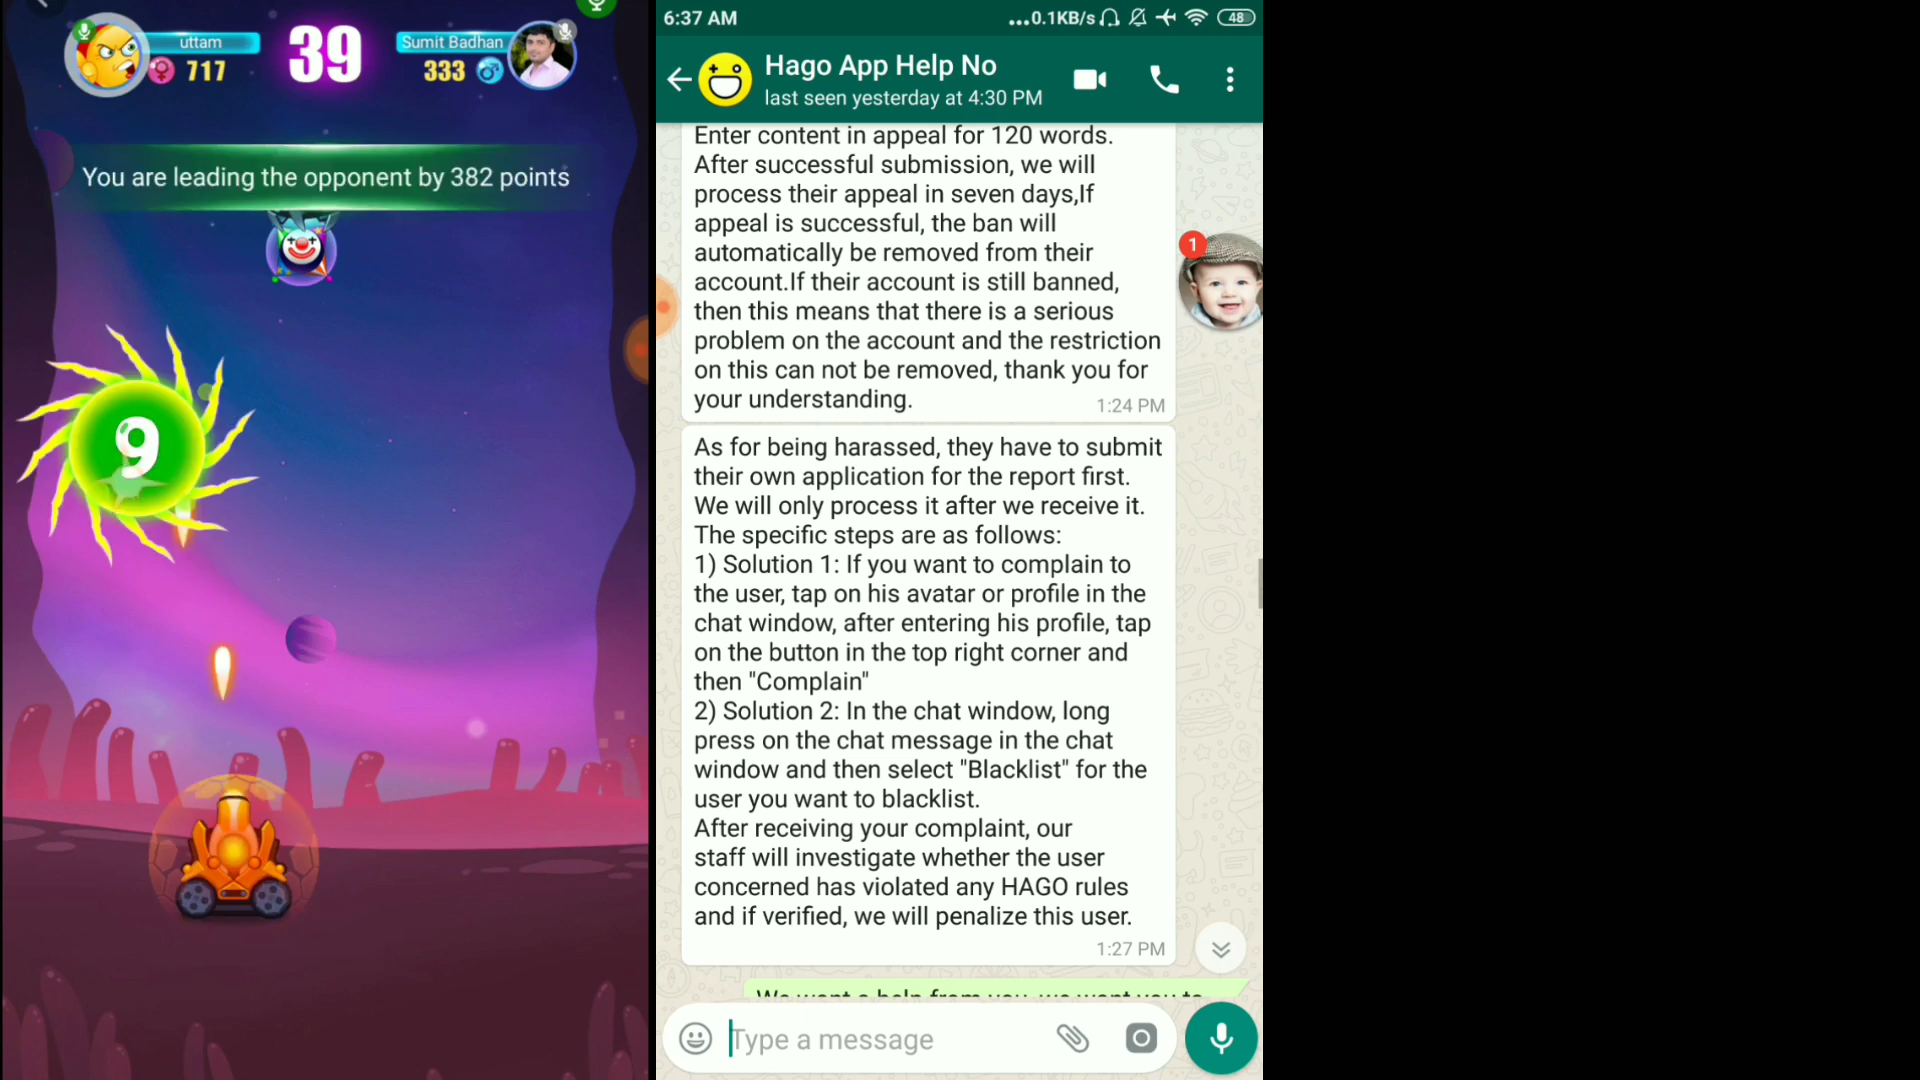 uttam
717
39
Sumit Badhan
333
You are leading the opponent by 382 points
9
6:37 AM
...0.1KB/s
48
Hago App Help No
last seen yesterday at 4:30 PM
Enter content in appeal for 120 words.
After successful submission, we will
process their appeal in seven days,If
appeal is successful, the ban will
automatically be removed from their
account.If their account is still banned,
then this means that there is a serious
problem on the account and the restriction
on this can not be removed, thank you for
your understanding.
1:24 PM
1
As for being harassed, they have to submit
their own application for the report first.
We will only process it after we receive it.
The specific steps are as follows:
1) Solution 1: If you want to complain to
the user, tap on his avatar or profile in the
chat window, after entering his profile, tap
on the button in the top right corner and
then "Complain"
2) Solution 2: In the chat window, long
press on the chat message in the chat
window and then select "Blacklist" for the
user you want to blacklist.
After receiving your complaint, our
staff will investigate whether the user
concerned has violated any HAGO rules
and if verified, we will penalize this user.
1:27 PM
We want a help from you, we want you to
Type a message